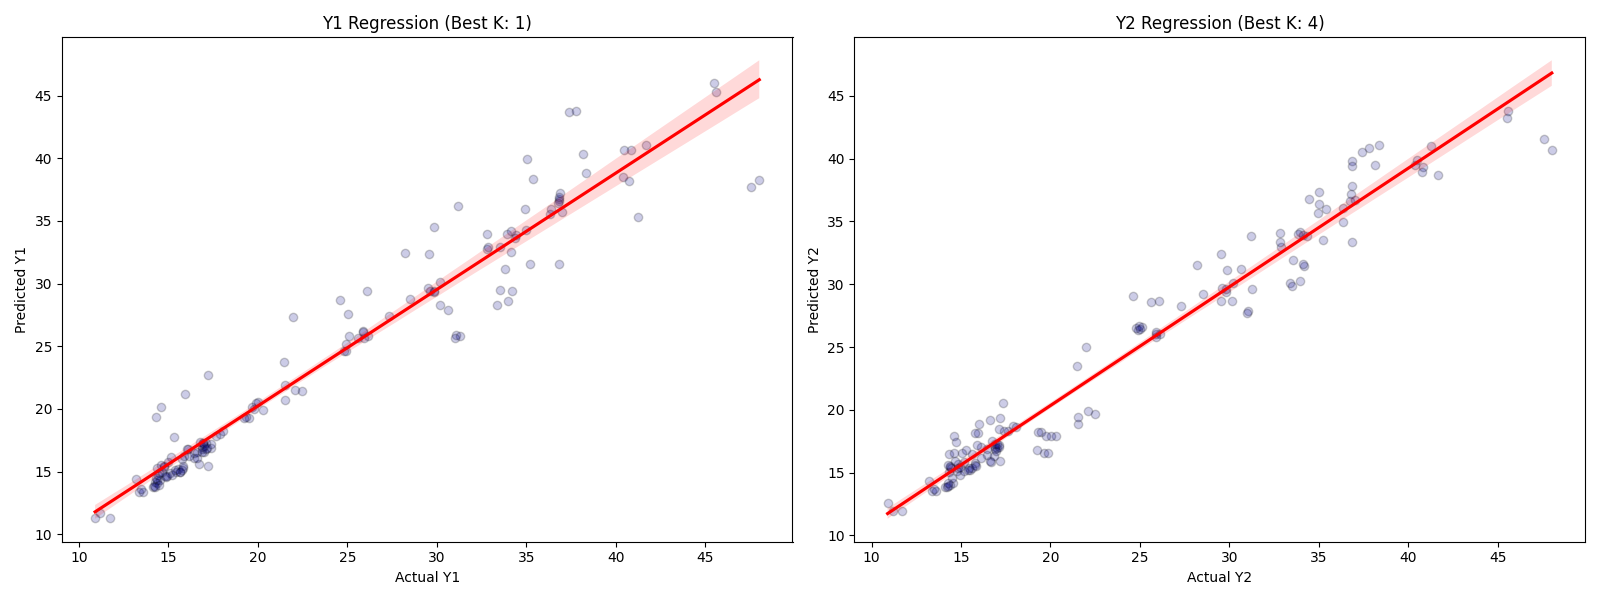 Y1 Regression (Best K: 1)
Predicted Y1
45
40
35
30
25
20
15
10
10 15 20 25 30 35 40 45
Actual Y1
Y2 Regression (Best K: 4)
Predicted Y2
45
40
35
30
25
20
15
10
10 15 20 25 30 35 40 45
Actual Y2